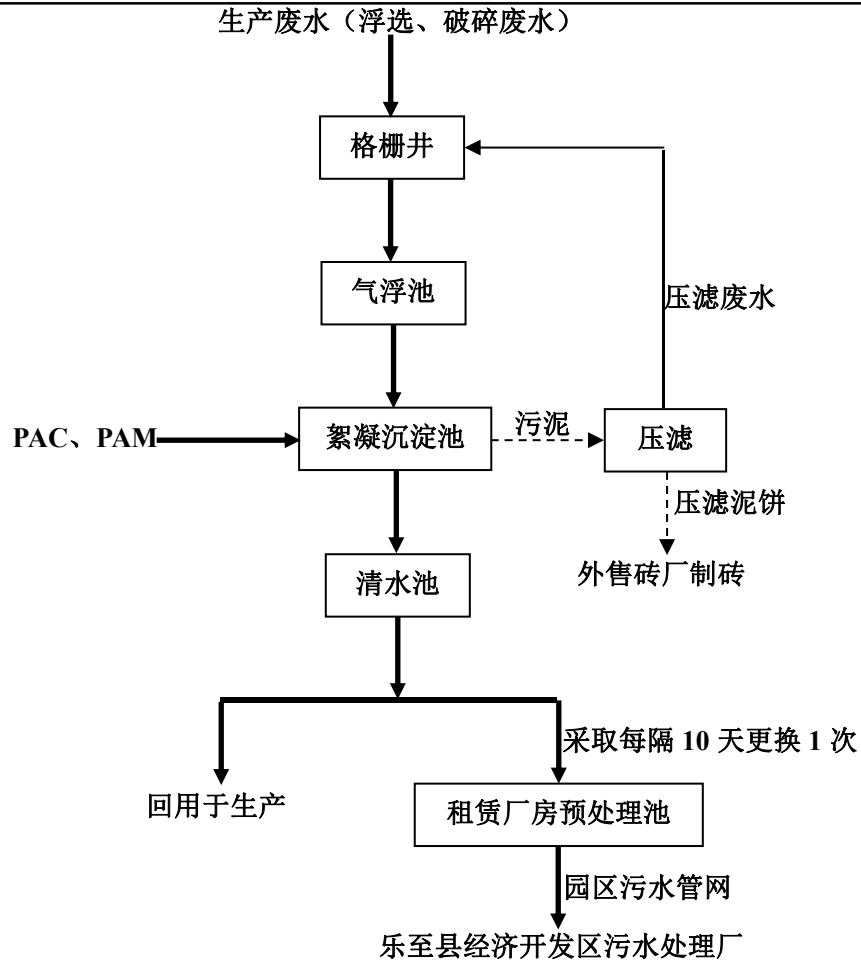 生产废水（浮选、破碎废水）
格栅井
气浮池
压滤废水
PAC、PAM
絮凝沉淀池
污泥
压滤
压滤泥饼
外售砖厂制砖
清水池
采取每隔 10 天更换 1 次
回用于生产
租赁厂房预处理池
园区污水管网
乐至县经济开发区污水处理厂